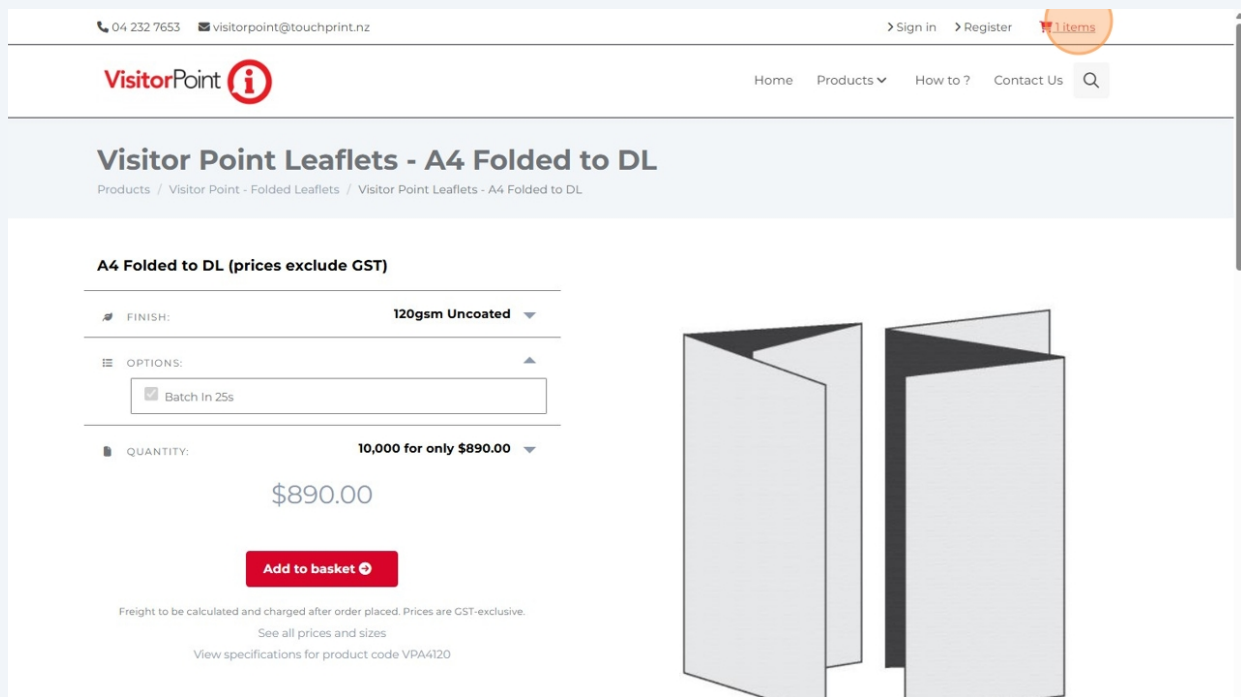 04 232 7653 visitorpoint@touchprint.nz Sign in Register 1 items
VisitorPoint i Home Products How to ? Contact Us
Visitor Point Leaflets - A4 Folded to DL
Products / Visitor Point - Folded Leaflets / Visitor Point Leaflets - A4 Folded to DL
A4 Folded to DL (prices exclude GST)
FINISH: 120gsm Uncoated
OPTIONS:
Batch In 25s
QUANTITY: 10,000 for only $890.00
$890.00
Add to basket
Freight to be calculated and charged after order placed. Prices are GST-exclusive.
See all prices and sizes
View specifications for product code VPA4120